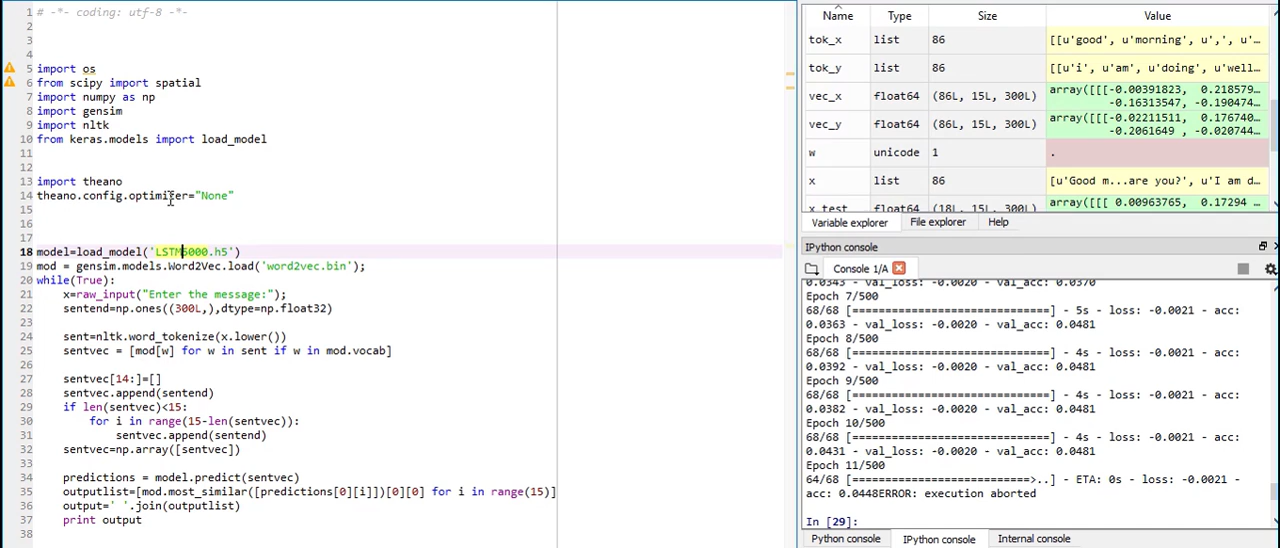 1 # -*- coding: utf-8 -*-
2
3
4
5 import os
6 from scipy import spatial
7 import numpy as np
8 import gensim
9 import nltk
10 from keras.models import load_model
11
12
13 import theano
14 theano.config.optimizer="None"
15
16
17
18 model=load_model('LSTM5000.h5')
19 mod = gensim.models.Word2Vec.load('word2vec.bin');
20 while(True):
21 x=raw_input("Enter the message:");
22 sentend=np.ones((300L,),dtype=np.float32)
23
24 sent=nltk.word_tokenize(x.lower())
25 sentvec = [mod[w] for w in sent if w in mod.vocab]
26
27 sentvec[14:]=[]
28 sentvec.append(sentend)
29 if len(sentvec)<15:
30 for i in range(15-len(sentvec)):
31 sentvec.append(sentend)
32 sentvec=np.array([sentvec])
33
34 predictions = model.predict(sentvec)
35 outputlist=[mod.most_similar([predictions[0][i]])[0][0] for i in range(15)]
36 output=' '.join(outputlist)
37 print output
38
Name Type Size Value
tok_x list 86 [[u'good', u'morning', u',', u'…
tok_y list 86 [[u'i', u'am', u'doing', u'well…
vec_x float64 (86L, 15L, 300L) array([[[-0.00391823, 0.218579…
-0.16313547, -0.190474…
vec_y float64 (86L, 15L, 300L) array([[[-0.02211511, 0.176740…
-0.2061649 , -0.020744…
w unicode 1 .
x list 86 [u'Good m...are you?', u'I am d…
x_test float64 (18L, 15L, 300L) array([[[ 0.00963765, 0.17294 …
Variable explorer File explorer Help
IPython console
Console 1/A
0.0343 - val_loss: -0.0020 - val_acc: 0.0370
Epoch 7/500
68/68 [==============================] - 5s - loss: -0.0021 - acc:
0.0363 - val_loss: -0.0020 - val_acc: 0.0481
Epoch 8/500
68/68 [==============================] - 4s - loss: -0.0021 - acc:
0.0392 - val_loss: -0.0020 - val_acc: 0.0481
Epoch 9/500
68/68 [==============================] - 4s - loss: -0.0021 - acc:
0.0382 - val_loss: -0.0020 - val_acc: 0.0481
Epoch 10/500
68/68 [==============================] - 4s - loss: -0.0021 - acc:
0.0431 - val_loss: -0.0020 - val_acc: 0.0481
Epoch 11/500
64/68 [===========================>..] - ETA: 0s - loss: -0.0021 -
acc: 0.0448ERROR: execution aborted
In [29]:
Python console IPython console Internal console